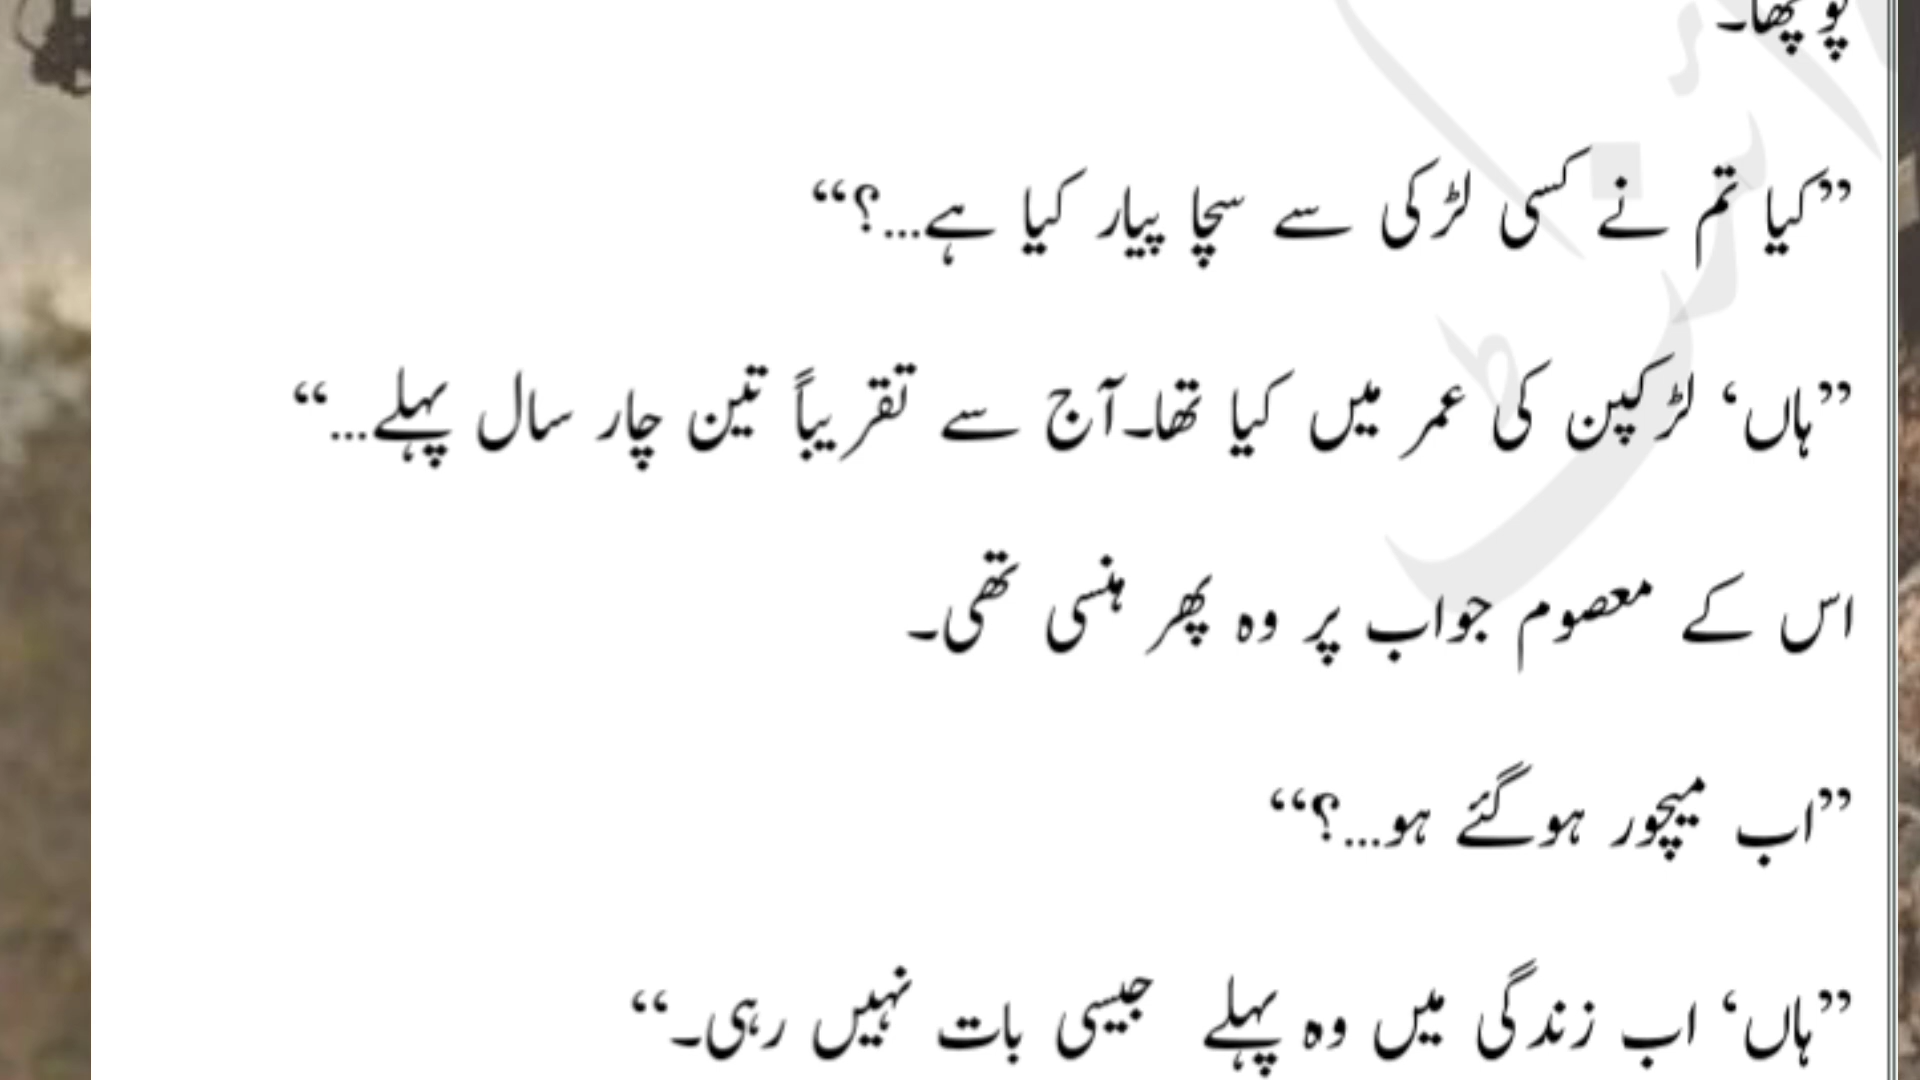 پوچھا۔
”کیا تم نے کسی لڑکی سے سچا پیار کیا ہے...؟“
”ہاں‘ لڑکپن کی عمر میں کیا تھا۔آج سے تقریباً تین چار سال پہلے...“
اس کے معصوم جواب پر وہ پھر ہنسی تھی۔
”اب میچور ہوگئے ہو...؟“
”ہاں‘ اب زندگی میں وہ پہلے جیسی بات نہیں رہی۔“